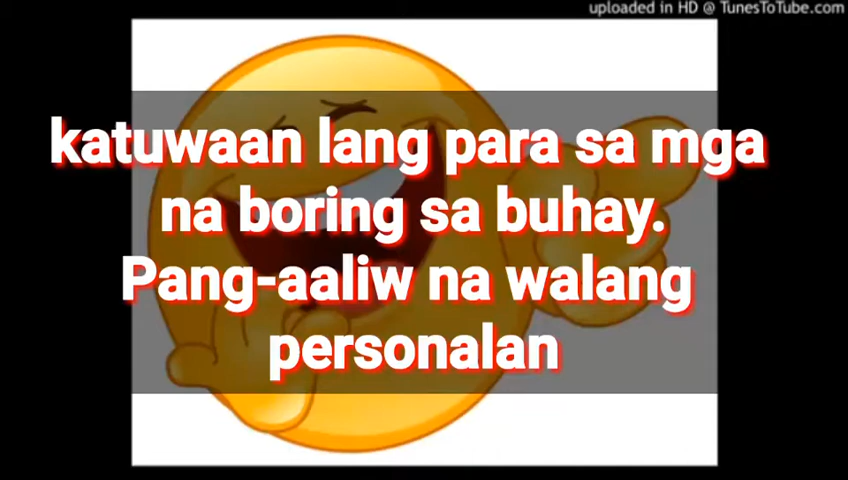 uploaded in HD @ TunesToTube.com
katuwaan lang para sa mga
na boring sa buhay.
Pang-aaliw na walang
personalan